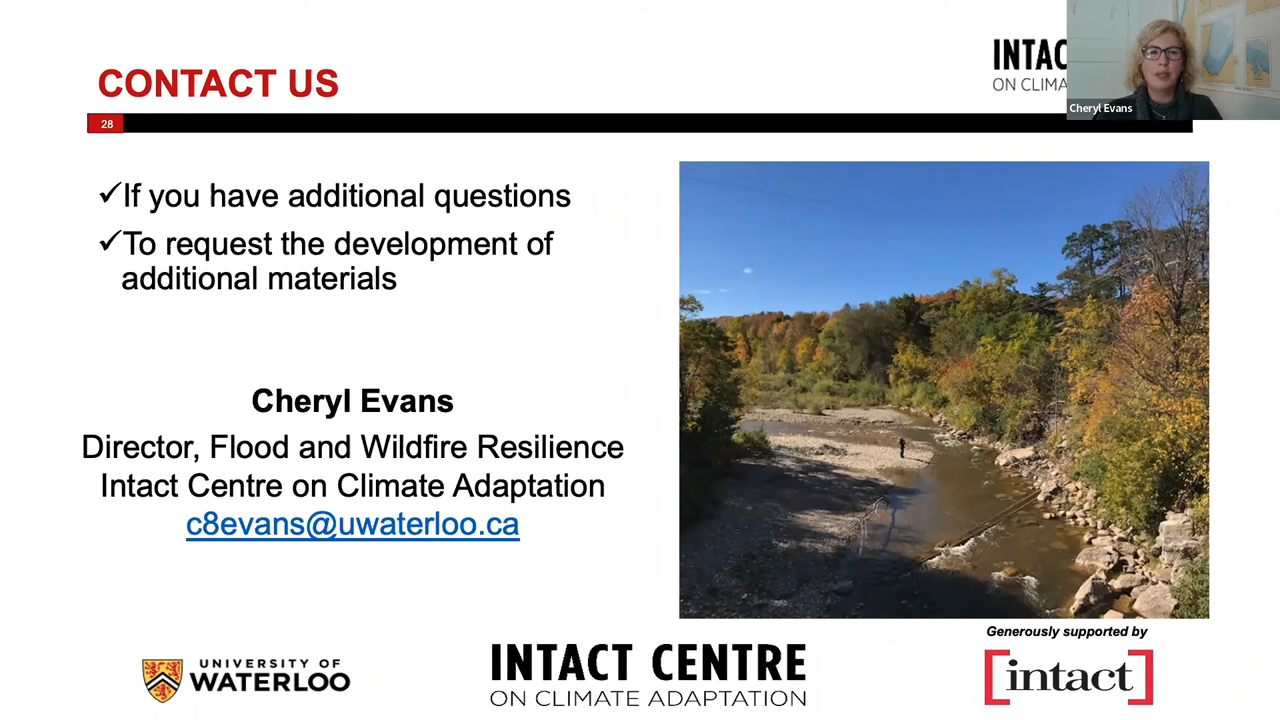 CONTACT US
INTAC
ON CLIMA
Cheryl Evans
28
✓If you have additional questions
✓To request the development of
additional materials
Cheryl Evans
Director, Flood and Wildfire Resilience
Intact Centre on Climate Adaptation
c8evans@uwaterloo.ca
Generously supported by
UNIVERSITY OF
WATERLOO
INTACT CENTRE
ON CLIMATE ADAPTATION
[intact]